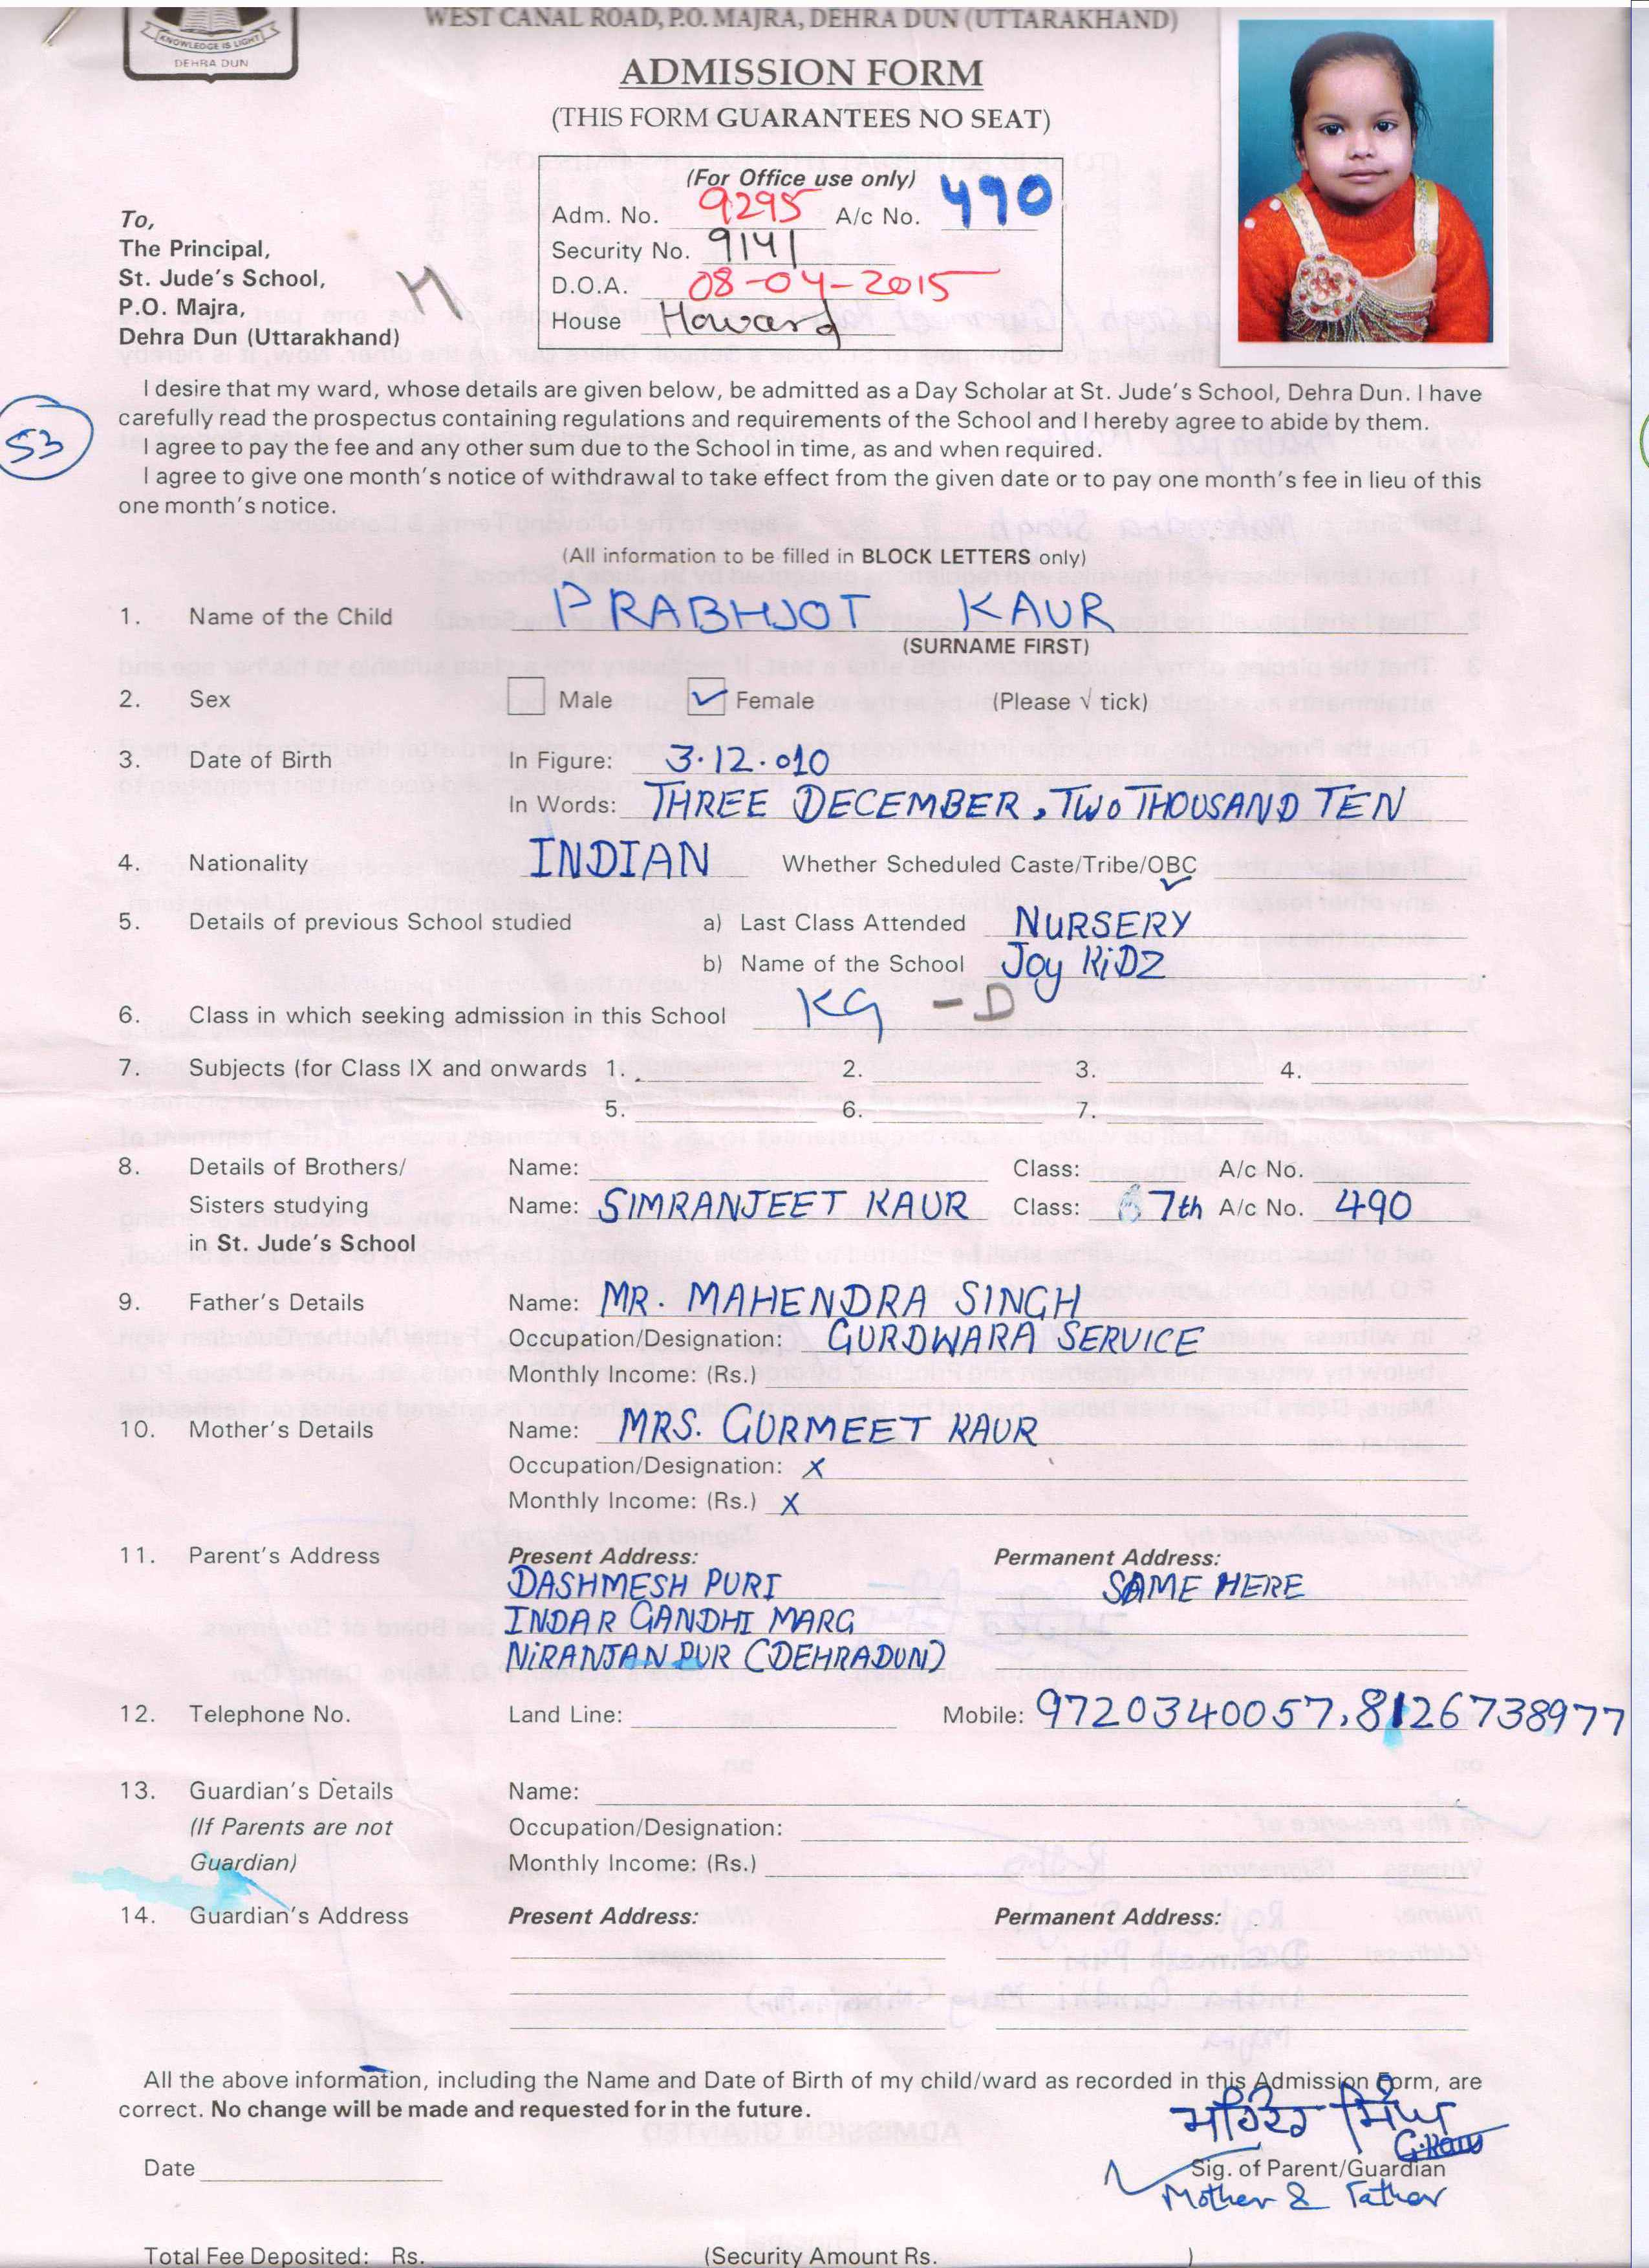 WEST CANAL ROAD, P.O. MAJRA, DEHRA DUN (UTTARAKHAND)
KNOWLEDGE IS LIGHT
DEHRA DUN
ADMISSION FORM
(THIS FORM GUARANTEES NO SEAT)
(For Office use only)
Adm. No. 9295 A/c No. 490
Security No. 9141
D.O.A. 08-04-2015
House Howard
To,
The Principal,
St. Jude's School,
P.O. Majra,
Dehra Dun (Uttarakhand)
I desire that my ward, whose details are given below, be admitted as a Day Scholar at St. Jude's School, Dehra Dun. I have
carefully read the prospectus containing regulations and requirements of the School and I hereby agree to abide by them.
53
I agree to pay the fee and any other sum due to the School in time, as and when required.
I agree to give one month's notice of withdrawal to take effect from the given date or to pay one month's fee in lieu of this
one month's notice.
(All information to be filled in BLOCK LETTERS only)
1. Name of the Child PRABHJOT KAUR
(SURNAME FIRST)
2. Sex Male ✓ Female (Please √ tick)
3. Date of Birth In Figure: 3.12.010
In Words: THREE DECEMBER, TWO THOUSAND TEN
4. Nationality INDIAN Whether Scheduled Caste/Tribe/OBC ✓
5. Details of previous School studied a) Last Class Attended NURSERY
b) Name of the School Joy KiDZ
6. Class in which seeking admission in this School KG - D
7. Subjects (for Class IX and onwards 1. 2. 3. 4.
5. 6. 7.
8. Details of Brothers/ Name: Class: A/c No.
Sisters studying Name: SIMRANJEET KAUR Class: 7th A/c No. 490
in St. Jude's School
9. Father's Details Name: MR. MAHENDRA SINGH
Occupation/Designation: GURDWARA SERVICE
Monthly Income: (Rs.)
10. Mother's Details Name: MRS. GURMEET KAUR
Occupation/Designation: X
Monthly Income: (Rs.) X
11. Parent's Address Present Address: Permanent Address:
DASHMESH PURI SAME HERE
INDAR GANDHI MARG
NiRANJAN PUR (DEHRADUN)
12. Telephone No. Land Line: Mobile: 9720340057, 8126738977
13. Guardian's Details Name:
(If Parents are not Occupation/Designation:
Guardian) Monthly Income: (Rs.)
14. Guardian's Address Present Address: Permanent Address:
All the above information, including the Name and Date of Birth of my child/ward as recorded in this Admission Form, are
correct. No change will be made and requested for in the future.
ਸਿੰਘ
G. Kaur
Date Sig. of Parent/Guardian
Mother & Father
Total Fee Deposited: Rs. (Security Amount Rs. )